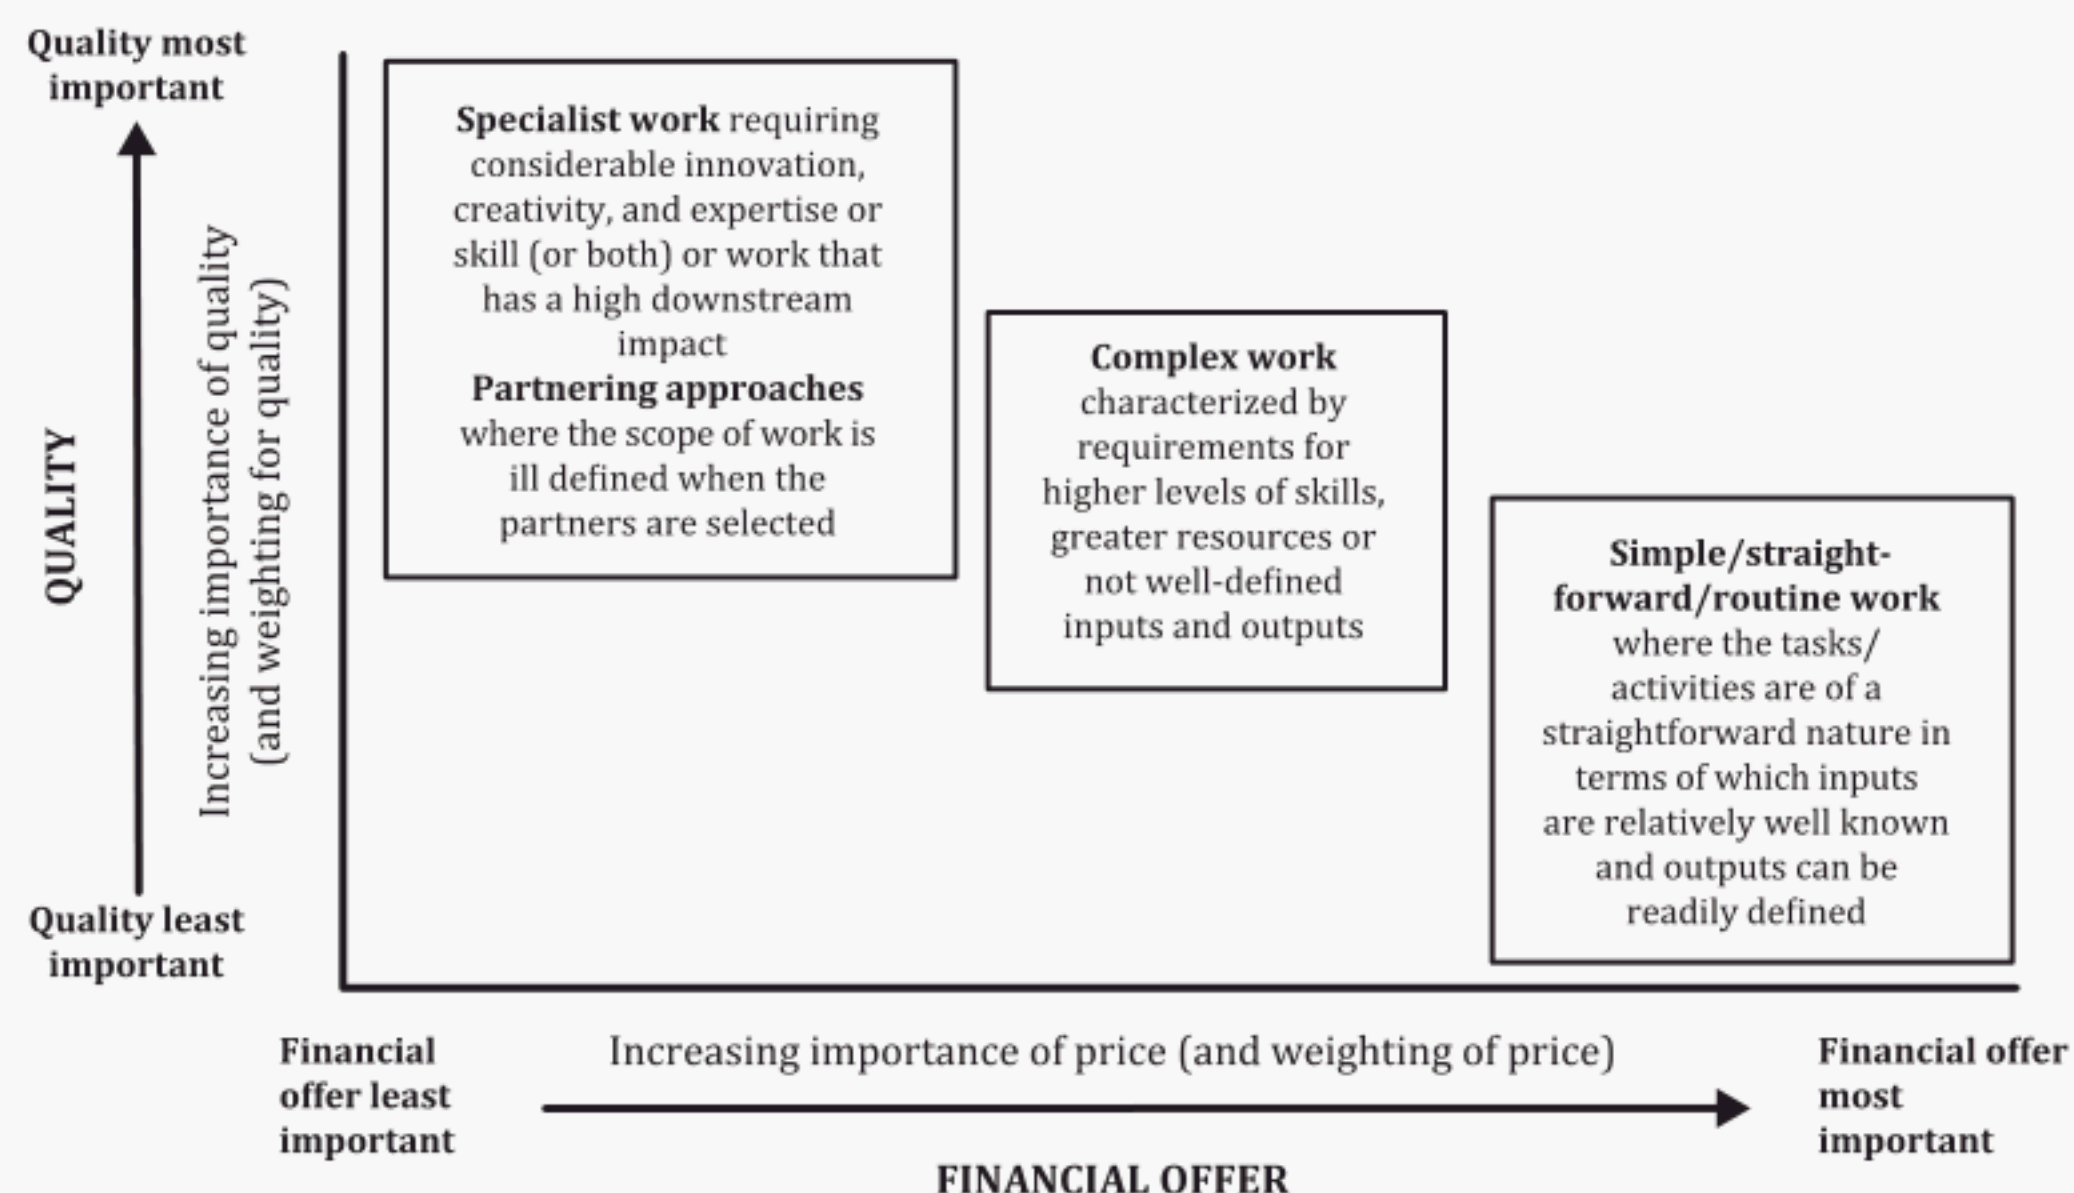 Quality most
important
QUALITY
Increasing importance of quality
(and weighting for quality)
Quality least
important
Specialist work requiring
considerable innovation,
creativity, and expertise or
skill (or both) or work that
has a high downstream
impact
Partnering approaches
where the scope of work is
ill defined when the
partners are selected
Complex work
characterized by
requirements for
higher levels of skills,
greater resources or
not well-defined
inputs and outputs
Simple/straight-
forward/routine work
where the tasks/
activities are of a
straightforward nature in
terms of which inputs
are relatively well known
and outputs can be
readily defined
Financial
offer least
important
Increasing importance of price (and weighting of price)
Financial offer
most
important
FINANCIAL OFFER